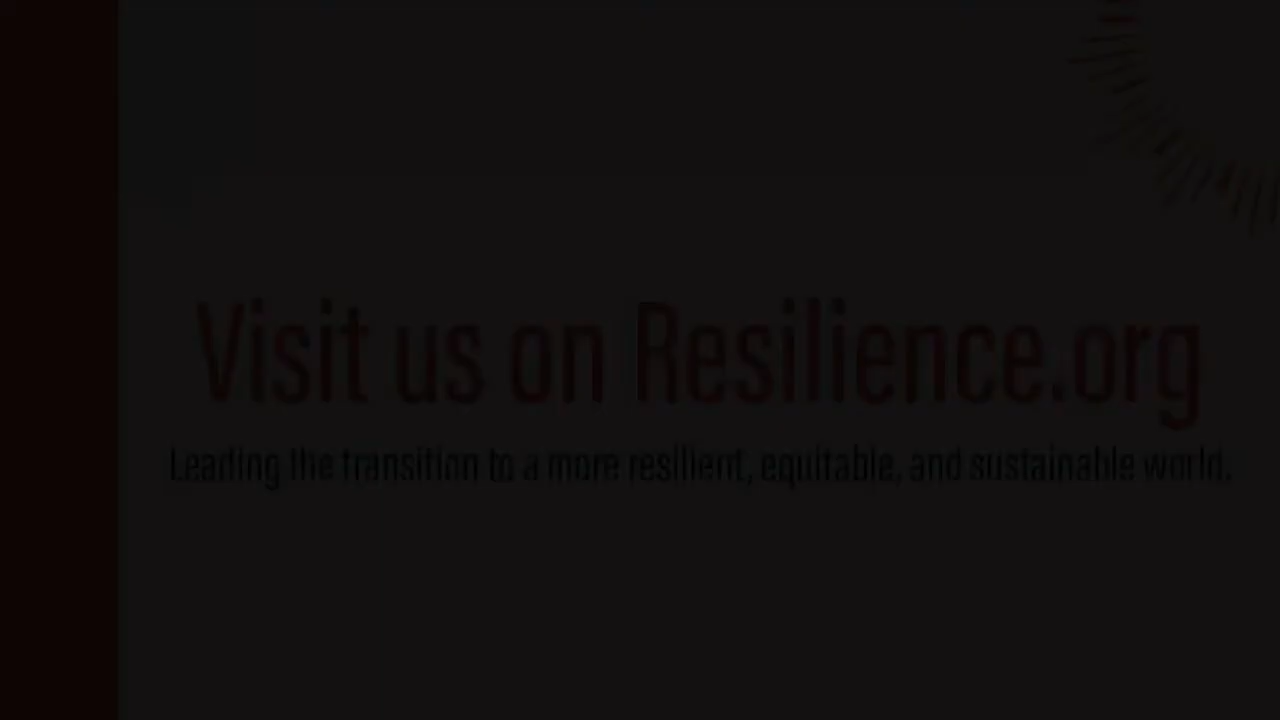 Visit us on Resilience.org
Leading the transition to a more resilient, equitable, and sustainable world.